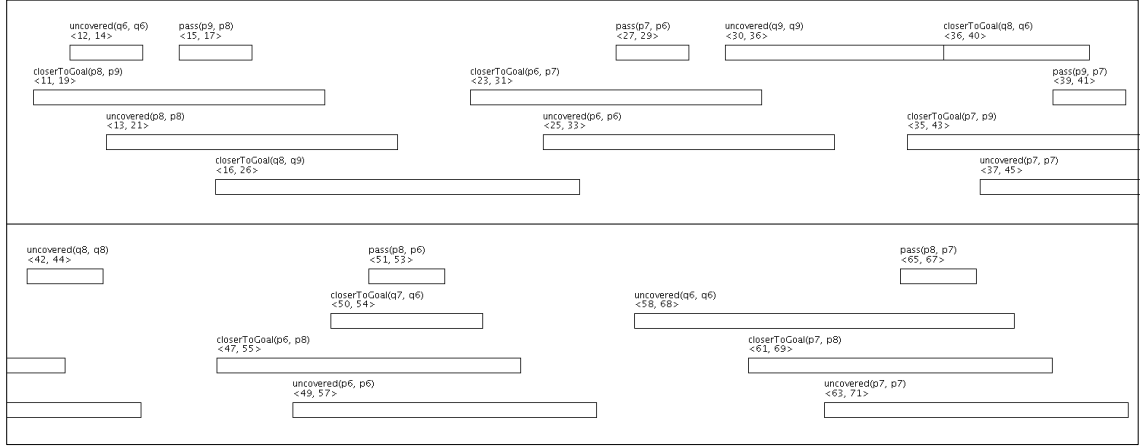 uncovered(q6, q6)
<12, 14>
pass(p9, p8)
<15, 17>
pass(p7, p6)
<27, 29>
uncovered(q9, q9)
<30, 36>
closerToGoal(q8, q6)
<36, 40>
closerToGoal(p8, p9)
<11, 19>
closerToGoal(p6, p7)
<23, 31>
pass(p9, p7)
<39, 41>
uncovered(p8, p8)
<13, 21>
uncovered(p6, p6)
<25, 33>
closerToGoal(p7, p9)
<35, 43>
closerToGoal(q8, q9)
<16, 26>
uncovered(p7, p7)
<37, 45>
uncovered(q8, q8)
<42, 44>
pass(p8, p6)
<51, 53>
pass(p8, p7)
<65, 67>
closerToGoal(q7, q6)
<50, 54>
uncovered(q6, q6)
<58, 68>
closerToGoal(p6, p8)
<47, 55>
closerToGoal(p7, p8)
<61, 69>
uncovered(p6, p6)
<49, 57>
uncovered(p7, p7)
<63, 71>